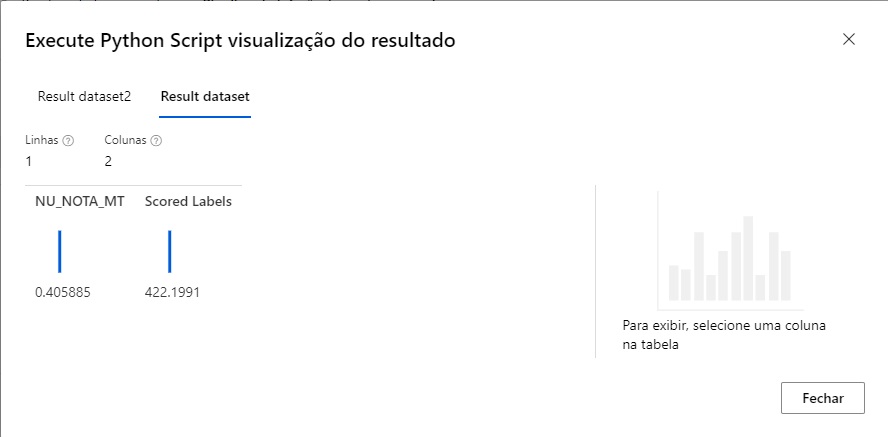 Execute Python Script visualização do resultado
Result dataset2 Result dataset
Linhas ? Colunas ?
1 2
NU_NOTA_MT Scored Labels
0.405885 422.1991
Para exibir, selecione uma coluna
na tabela
Fechar